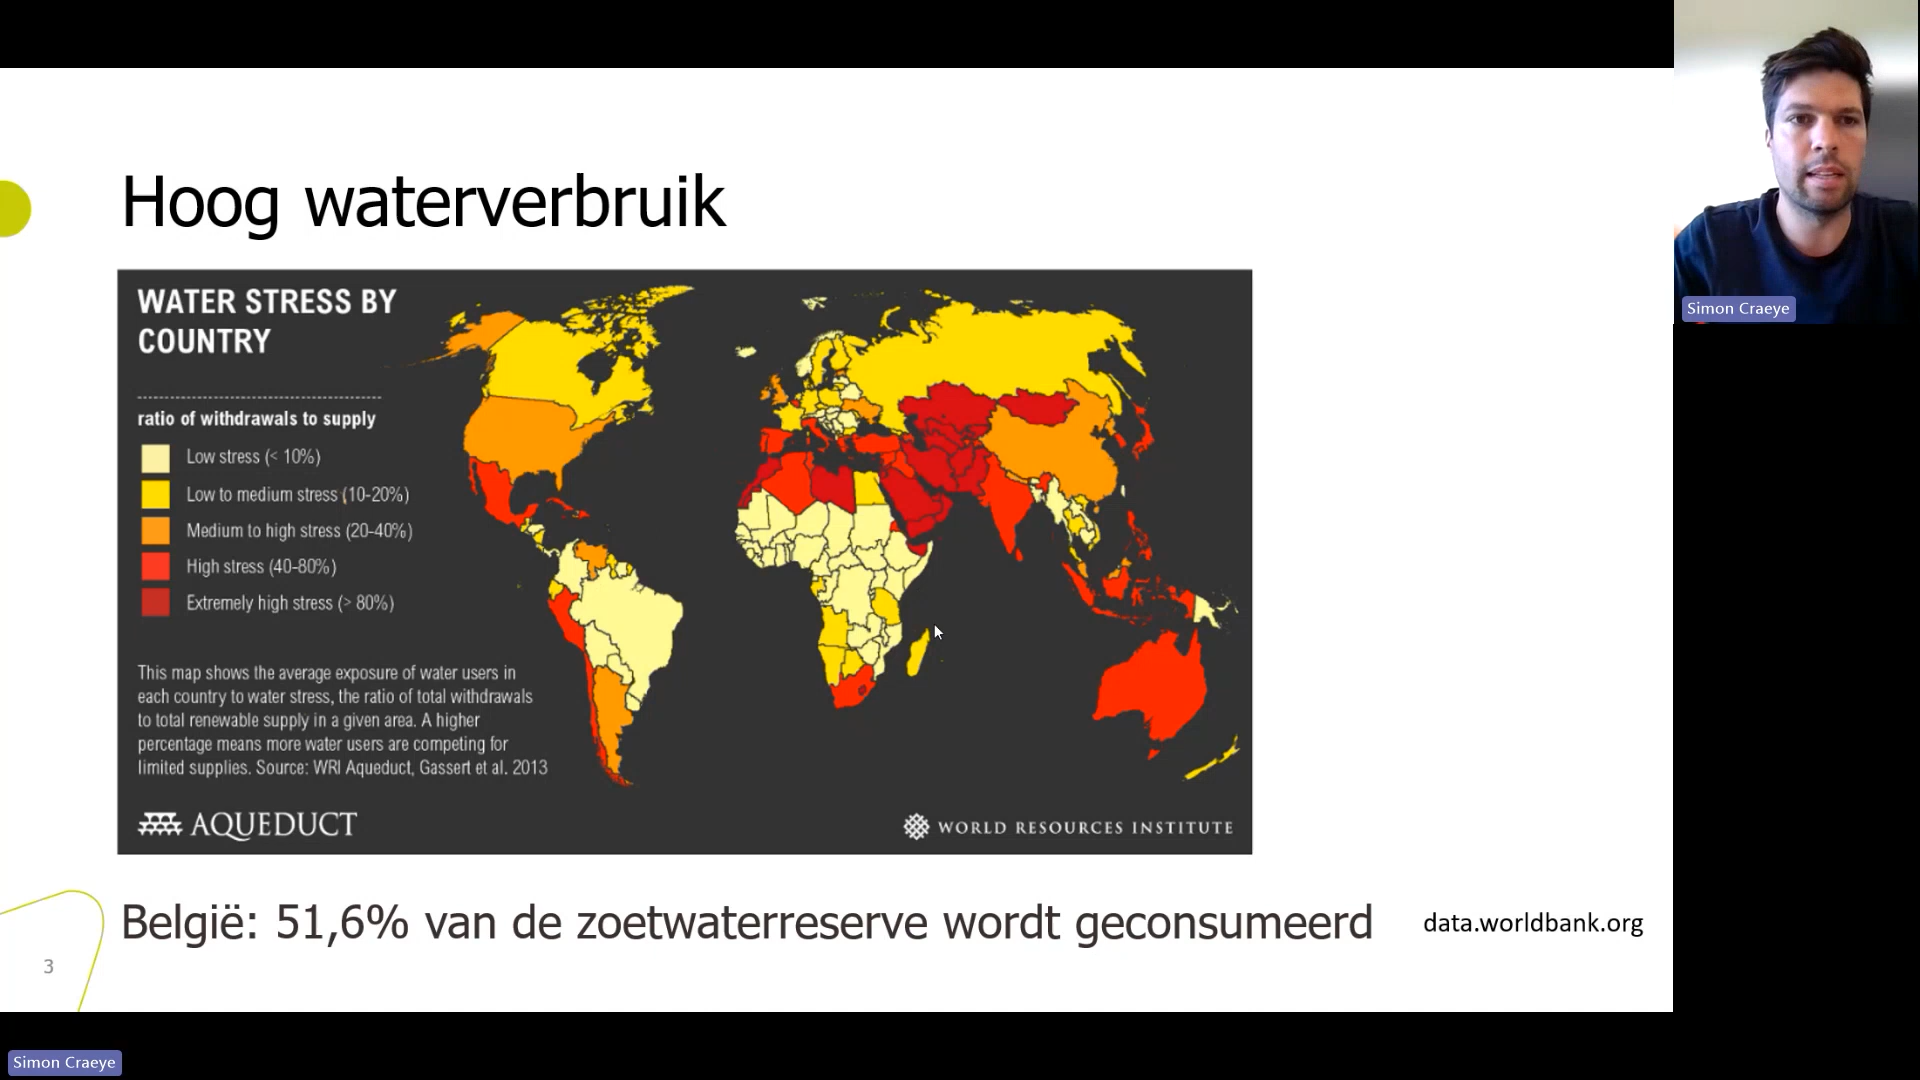 Hoog waterverbruik
WATER STRESS BY
COUNTRY
ratio of withdrawals to supply
Low stress (< 10%)
Low to medium stress (10-20%)
Medium to high stress (20-40%)
High stress (40-80%)
Extremely high stress (> 80%)
This map shows the average exposure of water users in
each country to water stress, the ratio of total withdrawals
to total renewable supply in a given area. A higher
percentage means more water users are competing for
limited supplies. Source: WRI Aqueduct, Gassert et al. 2013
AQUEDUCT
WORLD RESOURCES INSTITUTE
België: 51,6% van de zoetwaterreserve wordt geconsumeerd
data.worldbank.org
3
Simon Craeye
Simon Craeye